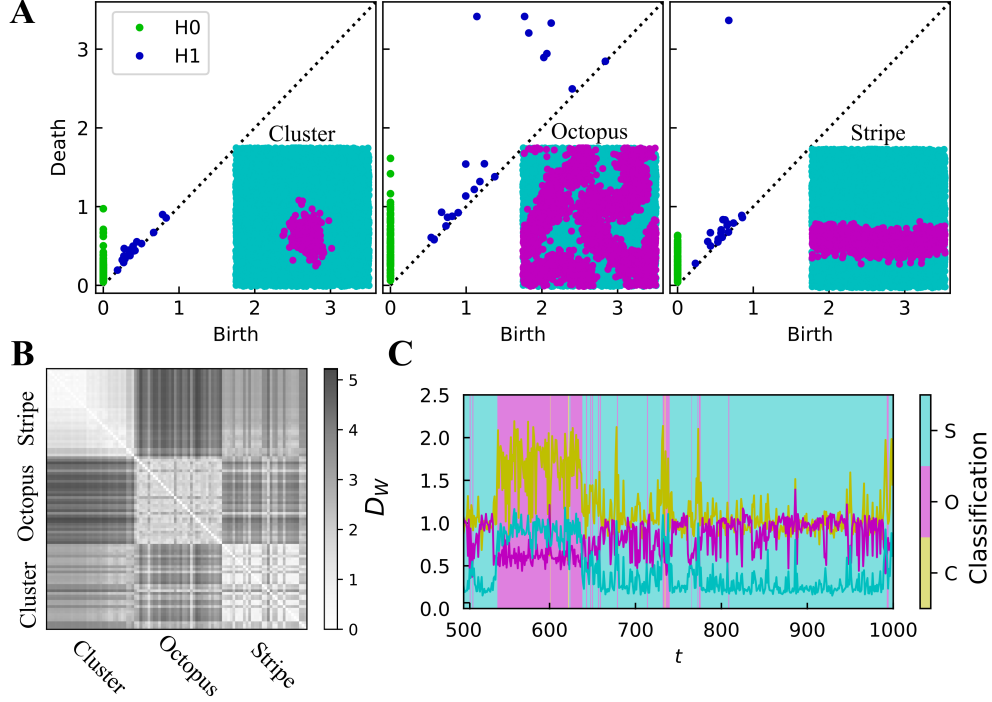 A
H0
H1
Death
3
2
1
0
Cluster
Octopus
Stripe
0 1 2 3
0 1 2 3
0 1 2 3
Birth Birth Birth
B
Stripe
Octopus
Cluster
Cluster
Octopus
Stripe
5
4
3
2
1
0
D_W
C
2.5
2.0
1.5
1.0
0.5
0.0
500 600 700 800 900 1000
t
S
O
C
Classification